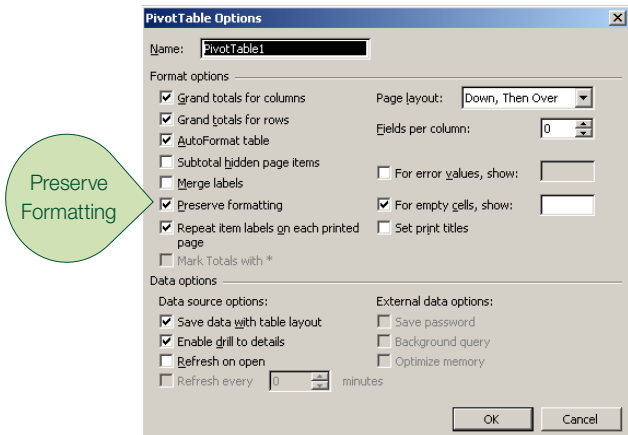 PivotTable Options
Name: PivotTable1
Format options
Grand totals for columns
Page layout: Down, Then Over
Grand totals for rows
Fields per column: 0
AutoFormat table
Subtotal hidden page items
For error values, show:
Merge labels
Preserve Formatting
Preserve formatting
For empty cells, show:
Repeat item labels on each printed page
Set print titles
Mark Totals with *
Data options
Data source options:
External data options:
Save data with table layout
Save password
Enable drill to details
Background query
Refresh on open
Optimize memory
Refresh every 0 minutes
OK Cancel